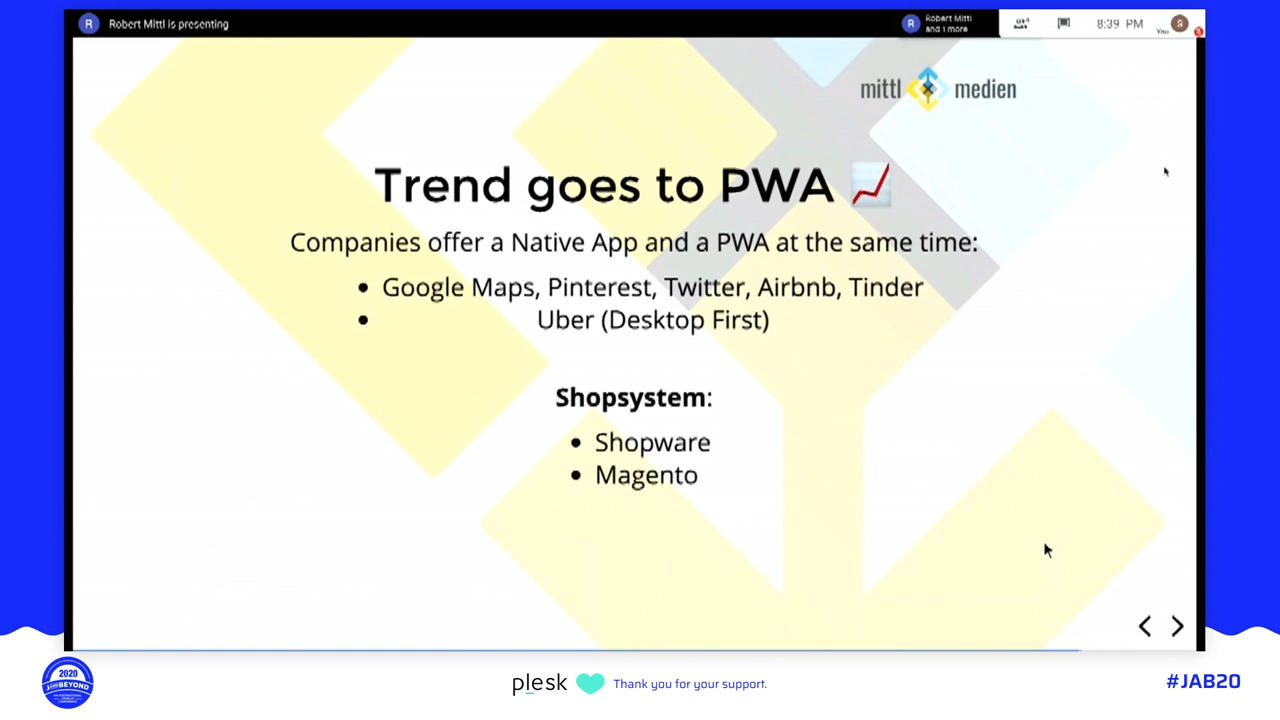 R Robert Mittl is presenting
R Robert Mittl
and 1 more
8:39 PM
You
S
mittl medien
Trend goes to PWA
Companies offer a Native App and a PWA at the same time:
• Google Maps, Pinterest, Twitter, Airbnb, Tinder
• Uber (Desktop First)
Shopsystem:
• Shopware
• Magento
2020
JANDBEYOND
plesk
Thank you for your support.
#JAB20